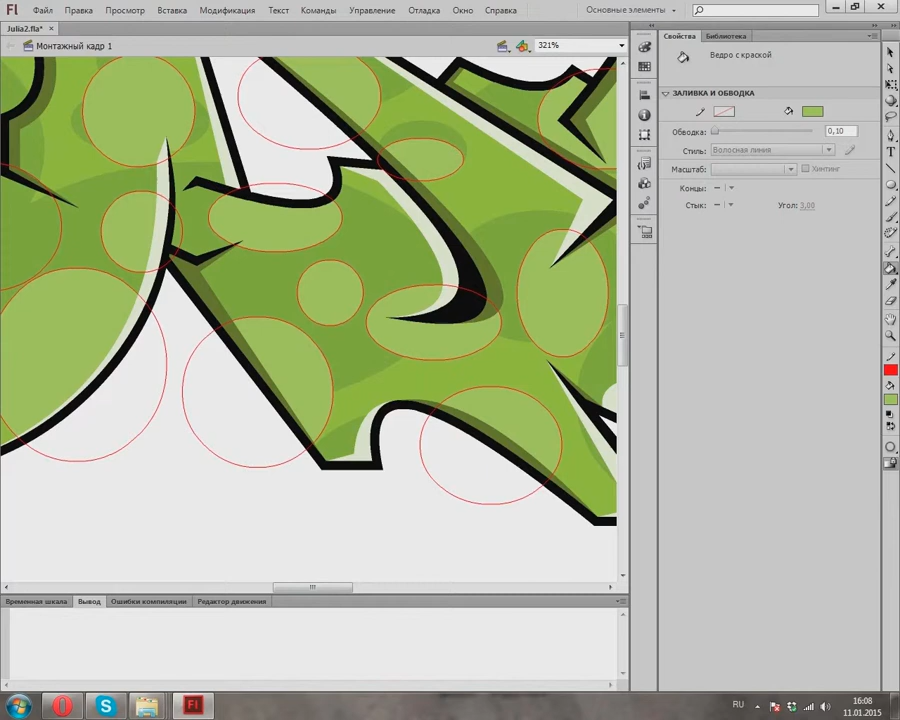 Fl Файл Правка Просмотр Вставка Модификация Текст Команды Управление Отладка Окно Справка Основные элементы
Julia2.fla* ×
Монтажный кадр 1 321%
Свойства Библиотека
Ведро с краской
ЗАЛИВКА И ОБВОДКА
Обводка: 0,10
Стиль: Волосная линия
Масштаб: Хинтинг
Концы:
Стык: Угол: 3,00
Временная шкала Вывод Ошибки компиляции Редактор движения
Fl
RU
16:08
11.01.2015